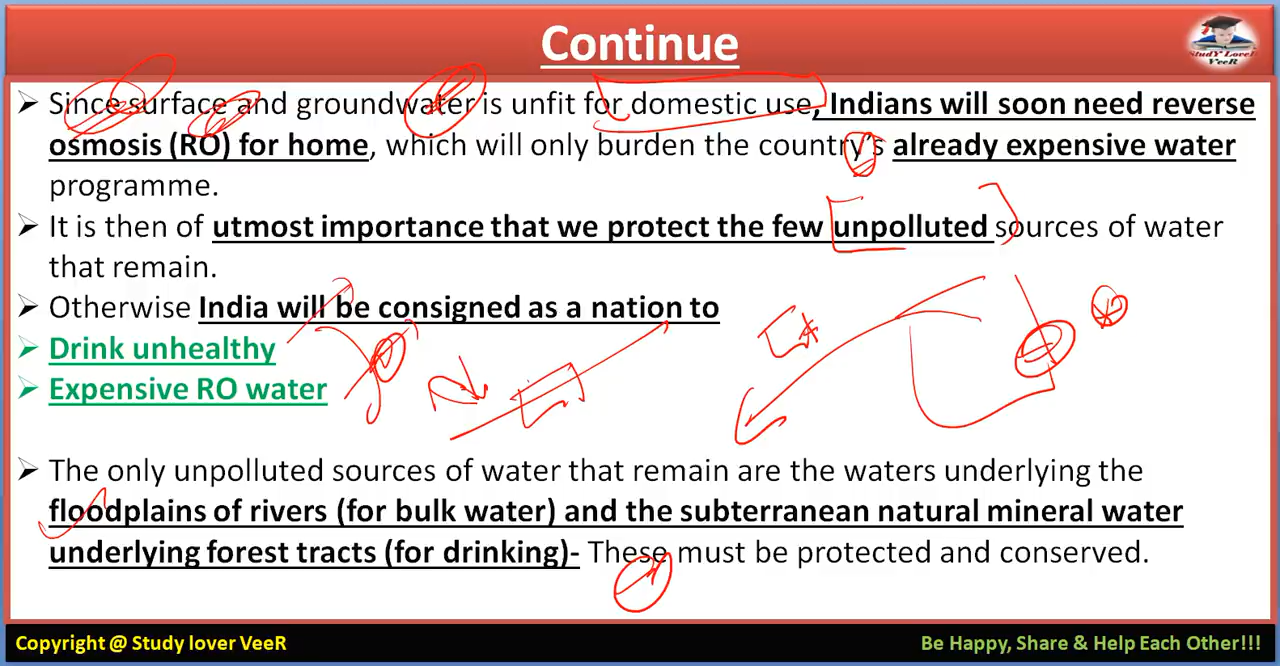 Continue
StudY LoveR
VeeR
➤ Since surface and groundwater is unfit for domestic use, Indians will soon need reverse
osmosis (RO) for home, which will only burden the country's already expensive water
programme.
➤ It is then of utmost importance that we protect the few unpolluted sources of water
that remain.
➤ Otherwise India will be consigned as a nation to
➤ Drink unhealthy
➤ Expensive RO water
➤ The only unpolluted sources of water that remain are the waters underlying the
floodplains of rivers (for bulk water) and the subterranean natural mineral water
underlying forest tracts (for drinking)- These must be protected and conserved.
Copyright @ Study lover VeeR
Be Happy, Share & Help Each Other!!!